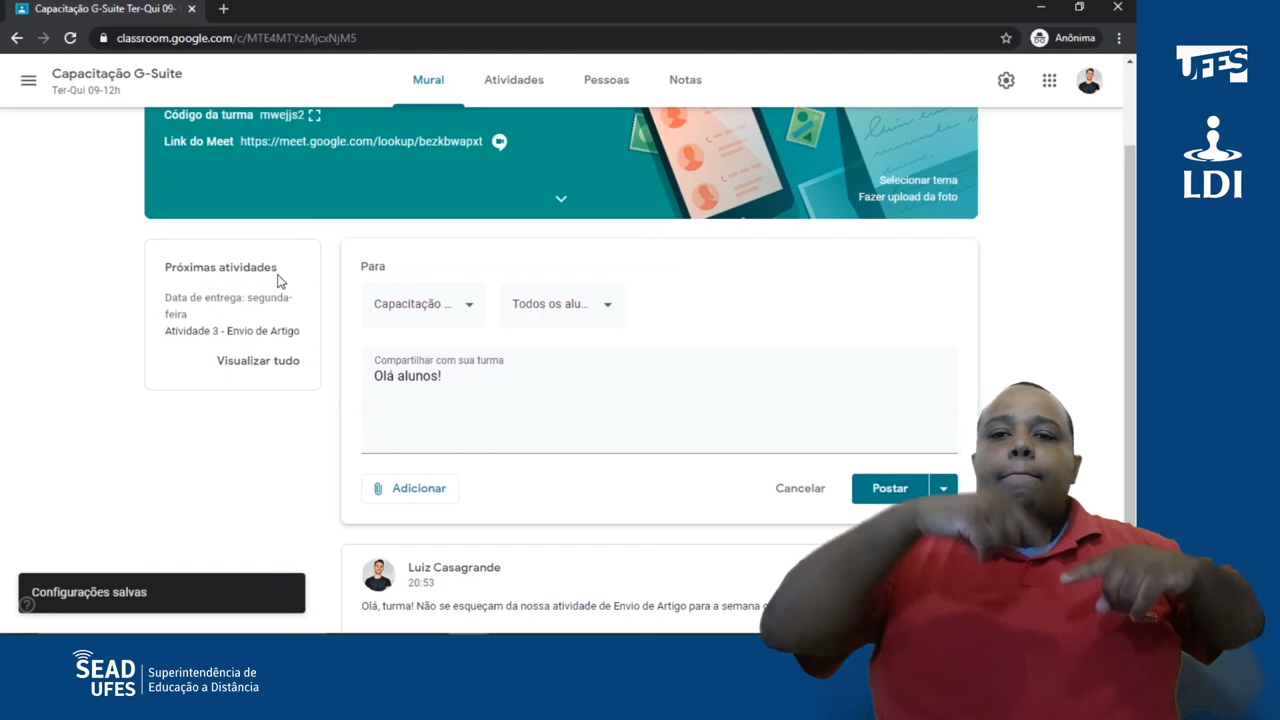 Capacitação G-Suite Ter-Qui 09-
classroom.google.com/c/MTE4MTYzMjcxNjM5
Anônima
Capacitação G-Suite
Ter-Qui 09-12h
Mural
Atividades
Pessoas
Notas
UFES
LDI
Código da turma mwejjs2
Link do Meet https://meet.google.com/lookup/bezkbwapxt
Selecionar tema
Fazer upload da foto
Próximas atividades
Data de entrega: segunda-
feira
Atividade 3 - Envio de Artigo
Visualizar tudo
Para
Capacitação ...
Todos os alu...
Compartilhar com sua turma
Olá alunos!
Adicionar
Cancelar
Postar
Luiz Casagrande
20:53
Olá, turma! Não se esqueçam da nossa atividade de Envio de Artigo para a semana
Configurações salvas
SEAD
UFES
Superintendência de
Educação a Distância